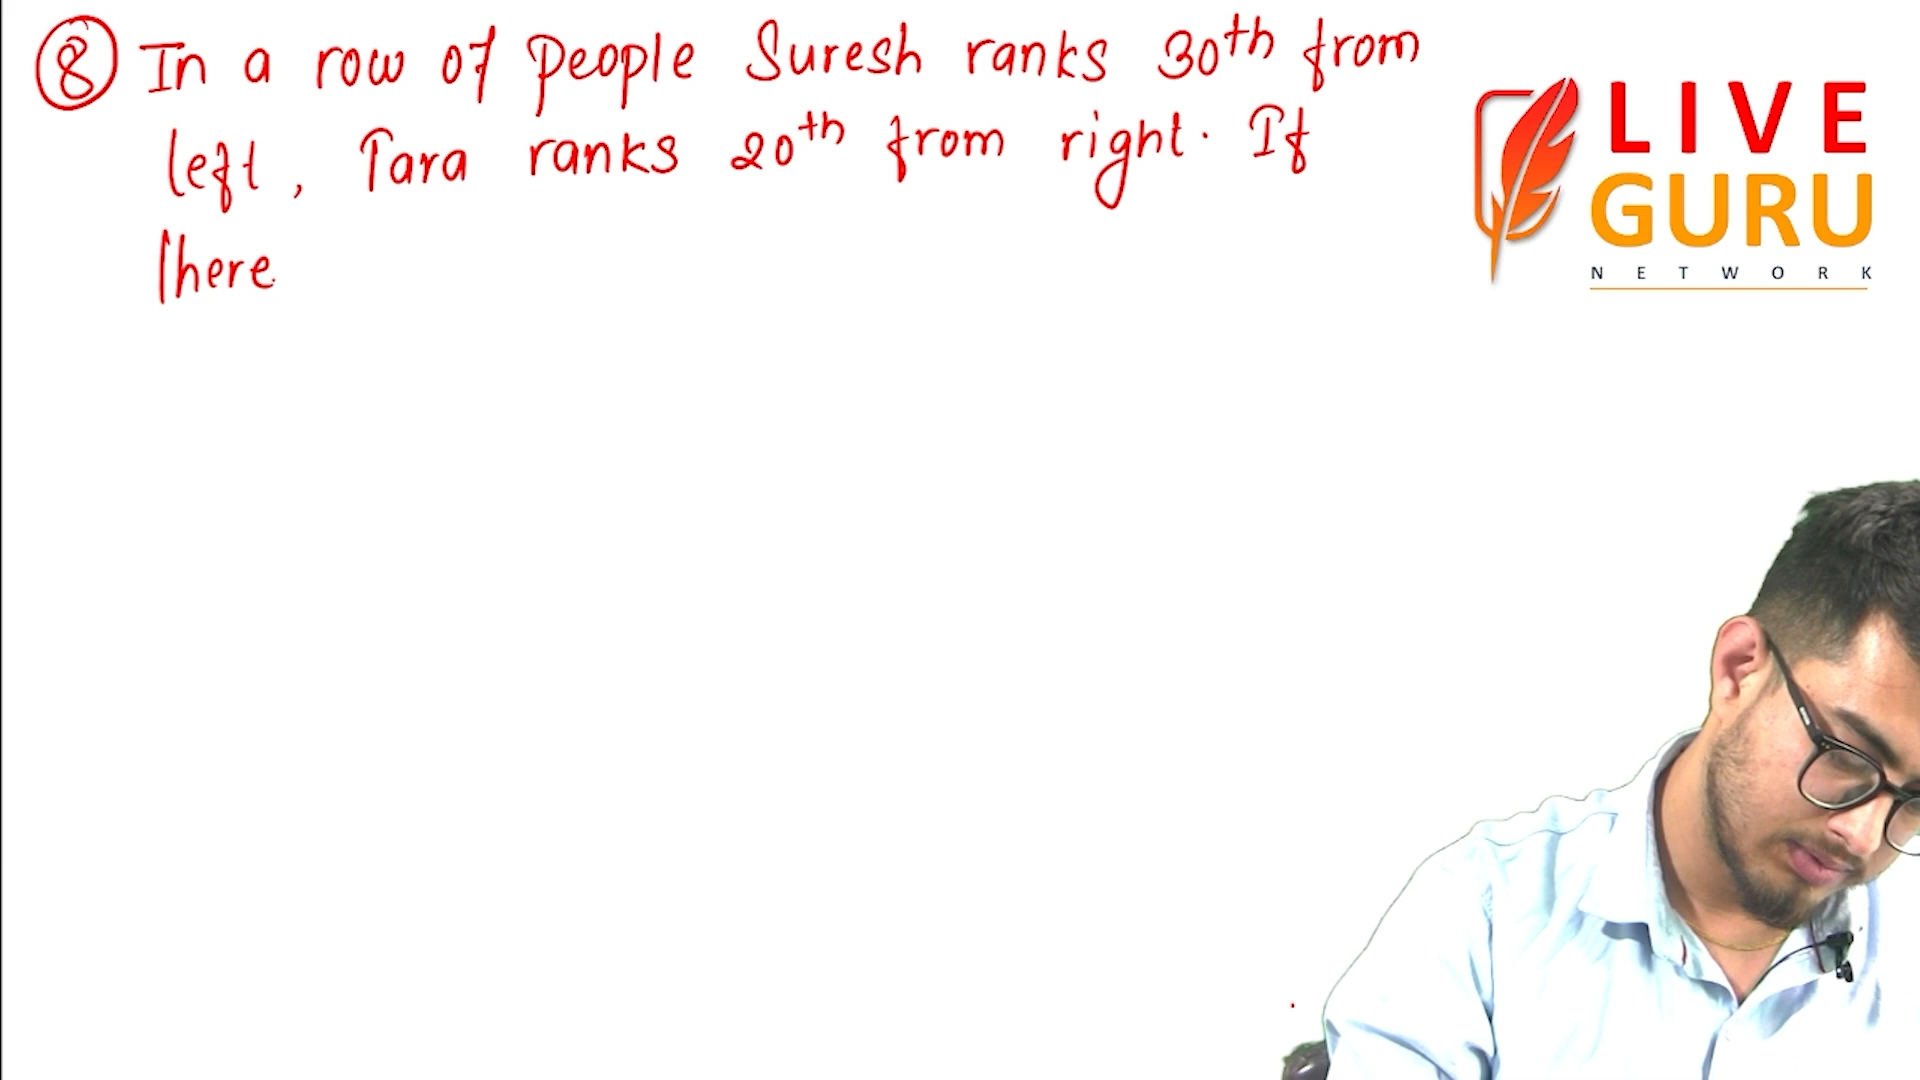 8 In a row of people Suresh ranks 30th from
left, Tara ranks 20th from right. If
there
LIVE
GURU
NETWORK